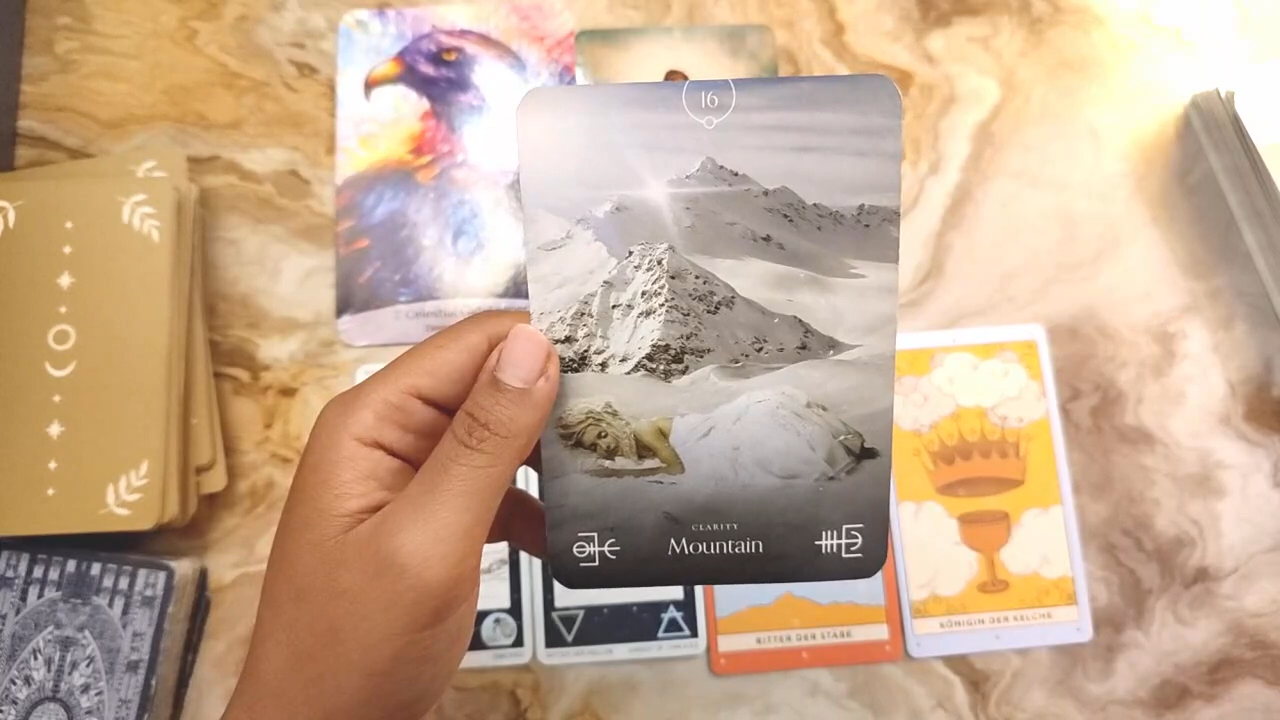 16
CLARITY
Mountain
RITTER DER STÄBE
KÖNIGIN DER KELCHE